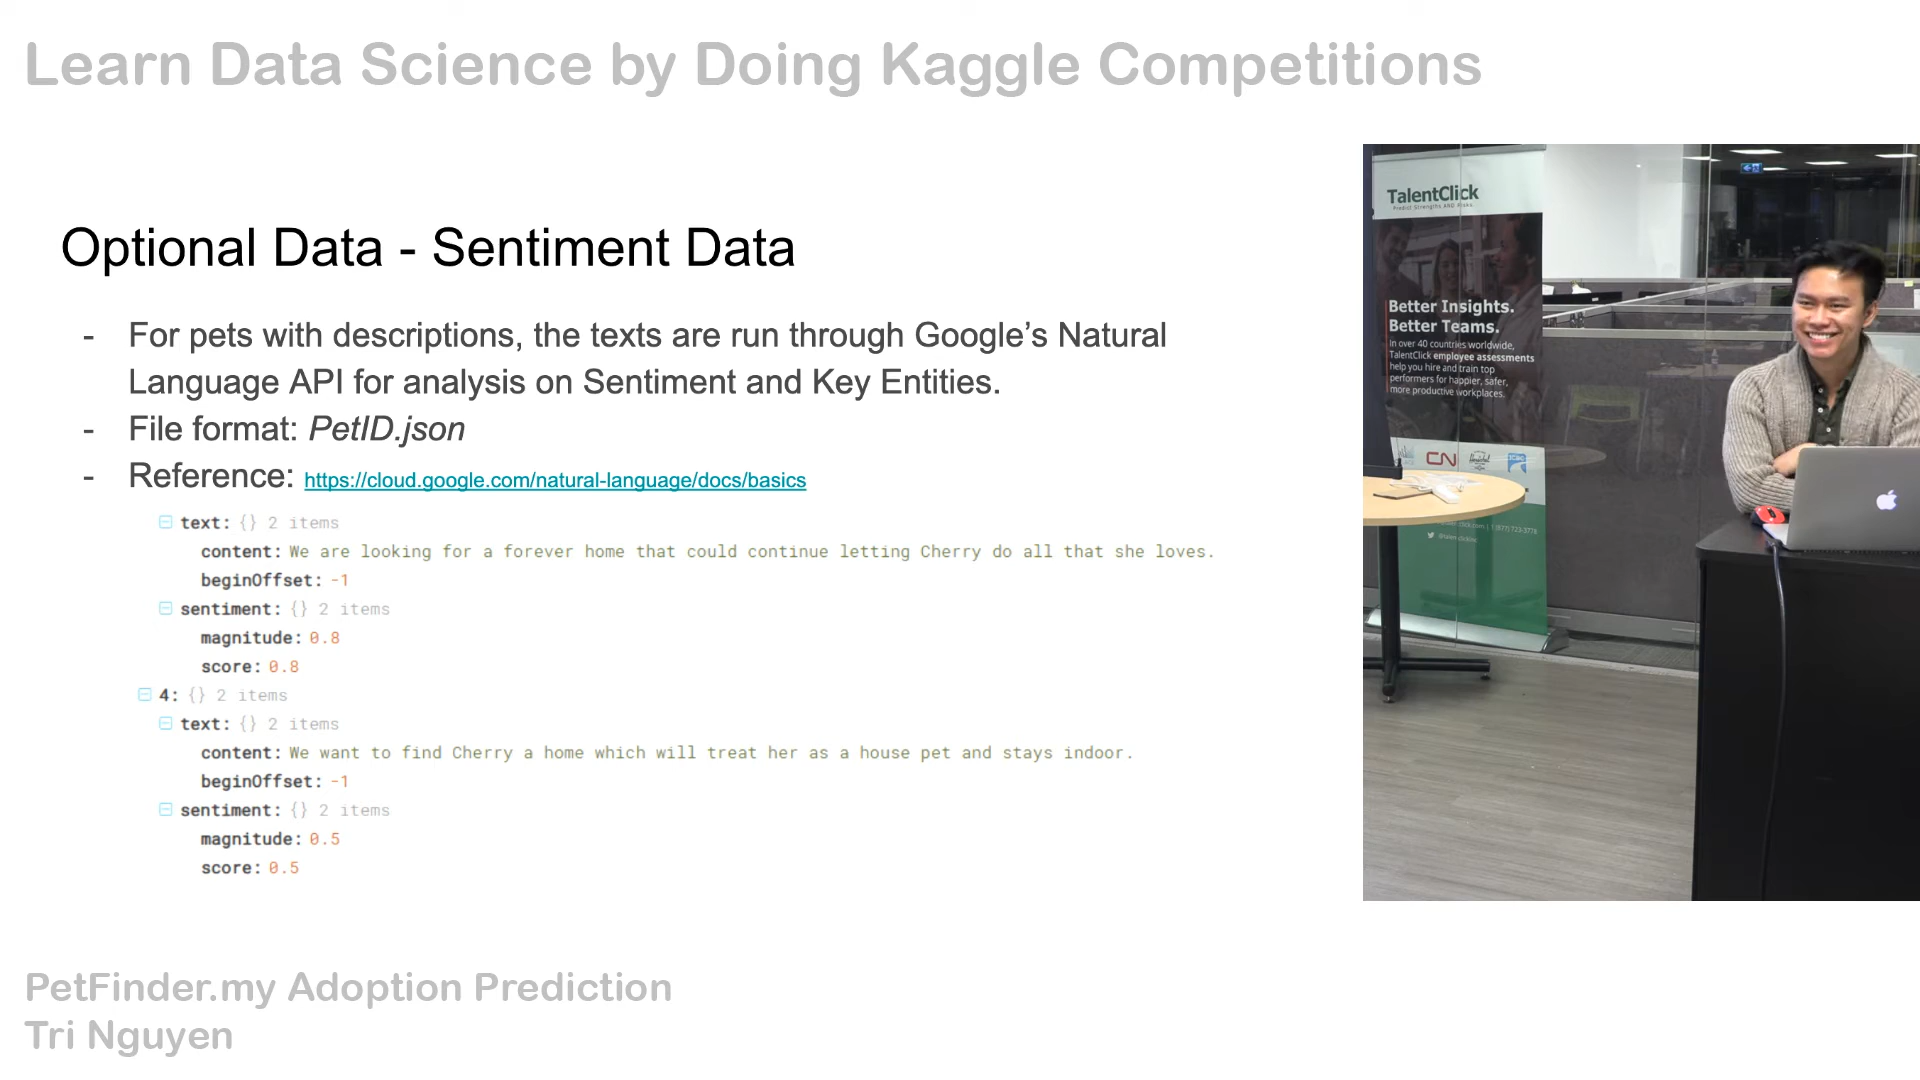 Learn Data Science by Doing Kaggle Competitions
Optional Data - Sentiment Data
- For pets with descriptions, the texts are run through Google’s Natural
Language API for analysis on Sentiment and Key Entities.
- File format: PetID.json
- Reference: https://cloud.google.com/natural-language/docs/basics
text: {} 2 items
content: We are looking for a forever home that could continue letting Cherry do all that she loves.
beginOffset: -1
sentiment: {} 2 items
magnitude: 0.8
score: 0.8
4: {} 2 items
text: {} 2 items
content: We want to find Cherry a home which will treat her as a house pet and stays indoor.
beginOffset: -1
sentiment: {} 2 items
magnitude: 0.5
score: 0.5
TalentClick
Predict Strengths AND Risks.
Better Insights.
Better Teams.
In over 40 countries worldwide,
TalentClick employee assessments
help you hire and train top
performers for happier, safer,
more productive workplaces.
CN
PetFinder.my Adoption Prediction
Tri Nguyen